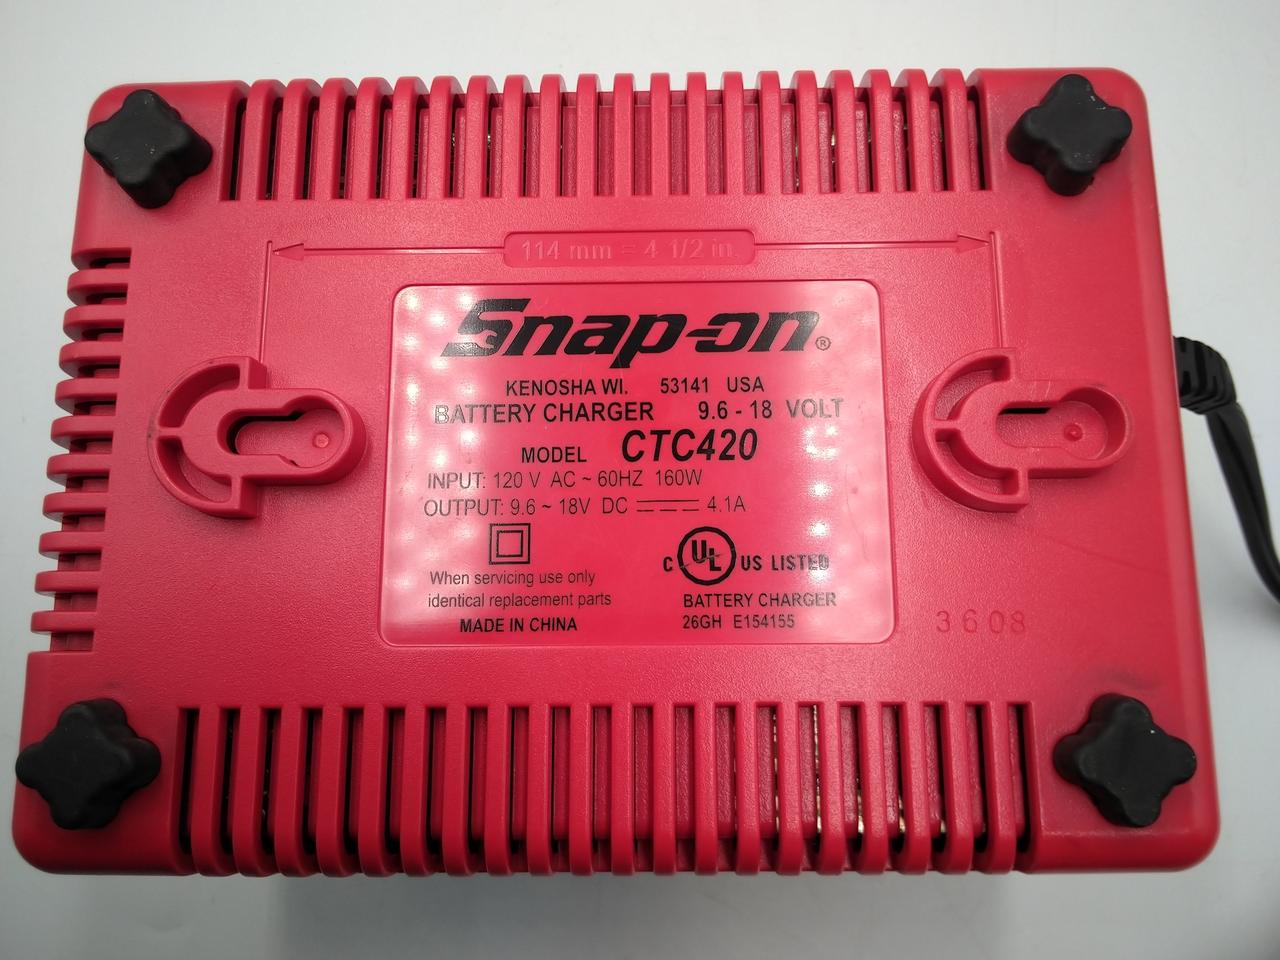 114 mm = 4 1/2 in.
Snap-on®
KENOSHA WI. 53141 USA
BATTERY CHARGER 9.6 - 18 VOLT
MODEL CTC420
INPUT: 120 V AC ~ 60HZ 160W
OUTPUT: 9.6 ~ 18V DC ⎓ 4.1A
C UL US LISTED
When servicing use only
identical replacement parts
MADE IN CHINA
BATTERY CHARGER
26GH E154155
3608